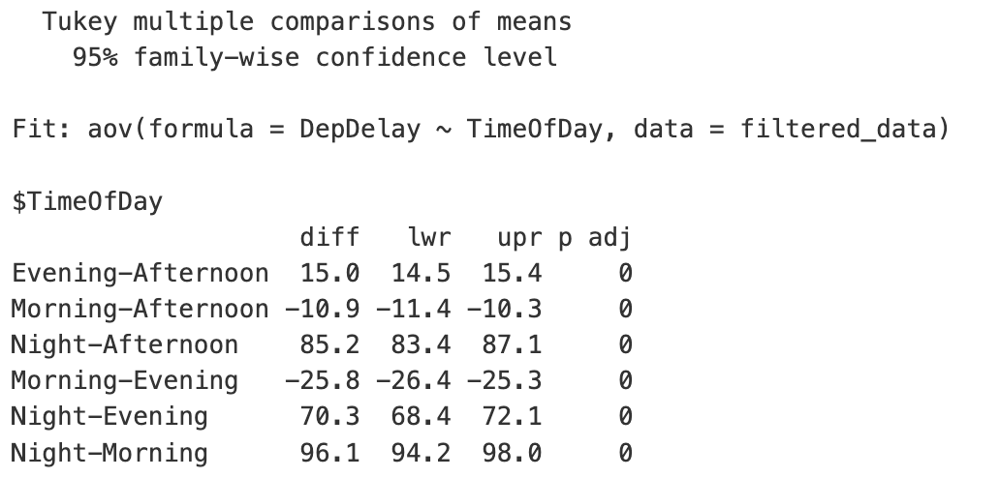 Tukey multiple comparisons of means
95% family-wise confidence level
Fit: aov(formula = DepDelay ~ TimeOfDay, data = filtered_data)
$TimeOfDay
diff lwr upr p adj
Evening-Afternoon 15.0 14.5 15.4 0
Morning-Afternoon -10.9 -11.4 -10.3 0
Night-Afternoon 85.2 83.4 87.1 0
Morning-Evening -25.8 -26.4 -25.3 0
Night-Evening 70.3 68.4 72.1 0
Night-Morning 96.1 94.2 98.0 0